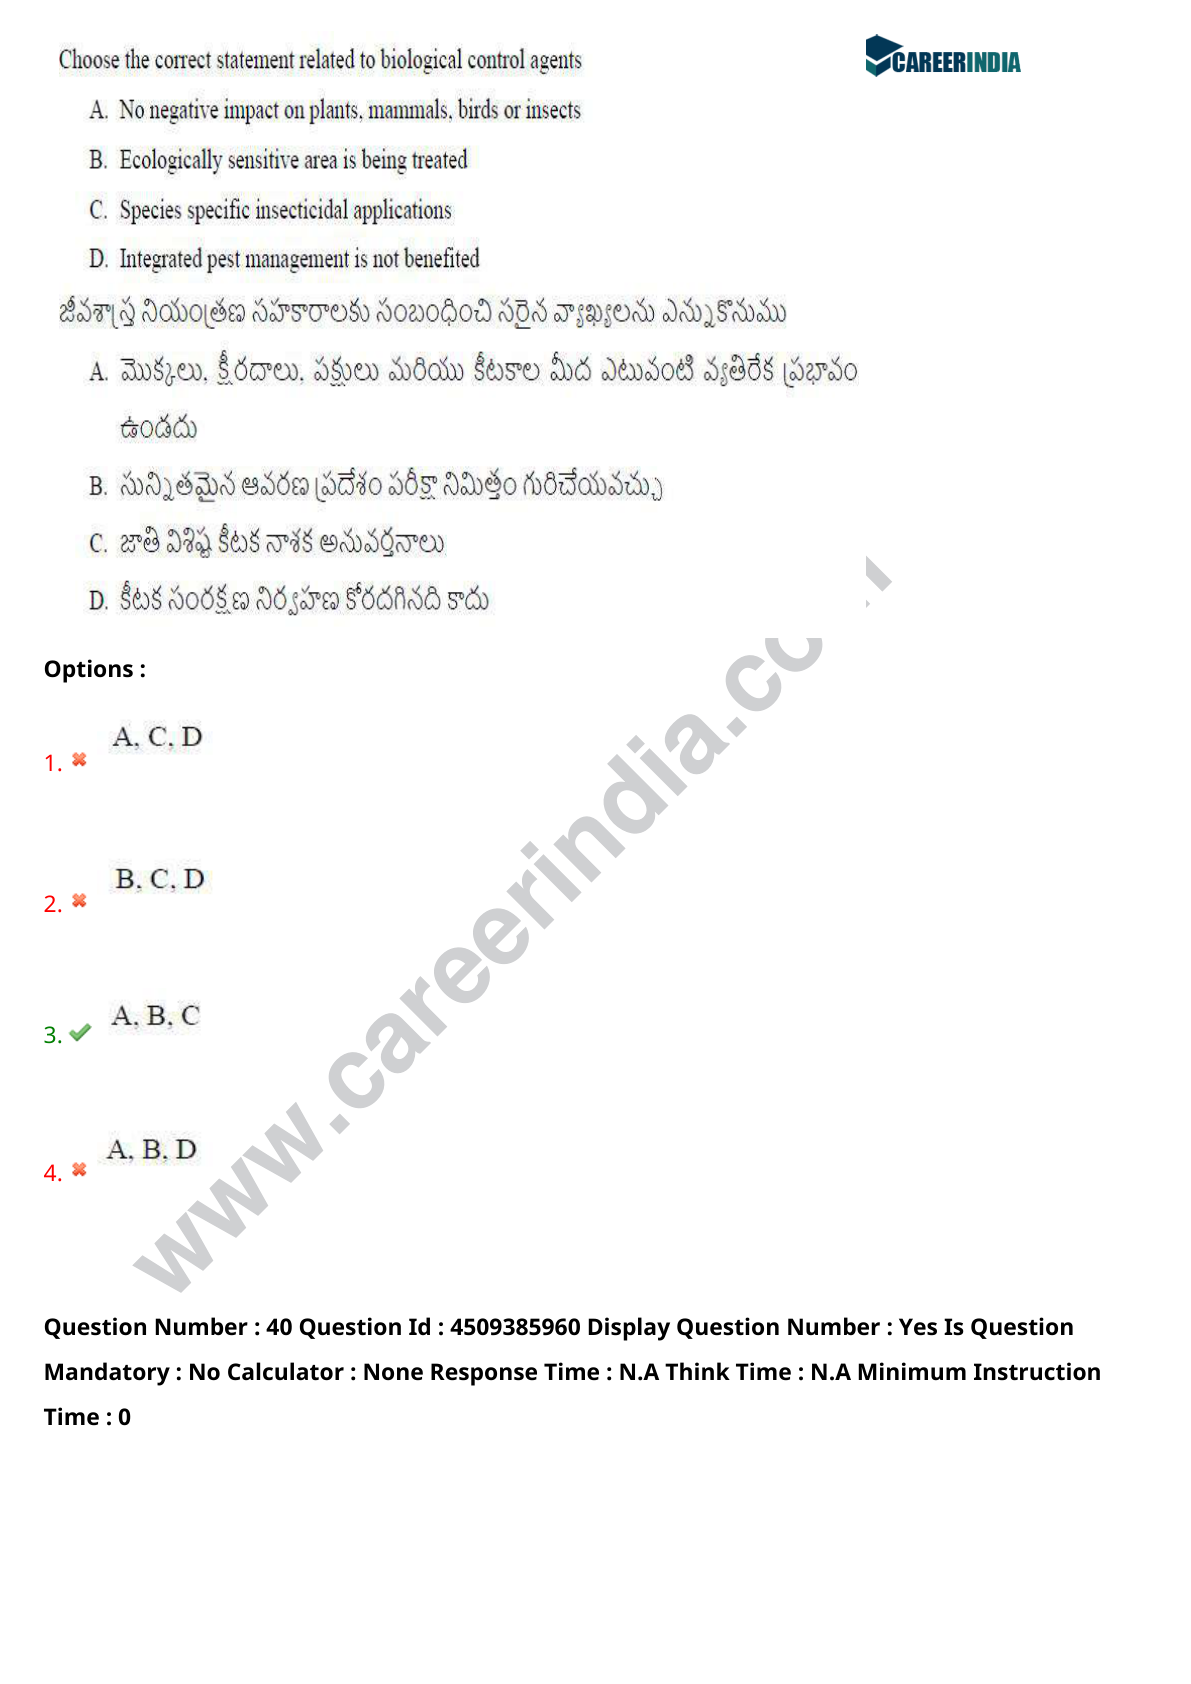 CAREERINDIA
Choose the correct statement related to biological control agents
A. No negative impact on plants, mammals, birds or insects
B. Ecologically sensitive area is being treated
C. Species specific insecticidal applications
D. Integrated pest management is not benefited
జీవశాస్త్ర నియంత్రణ సహకారాలకు సంబంధించి సరైన వ్యాఖ్యలను ఎన్నుకొనుము
A. మొక్కలు, క్షీరదాలు, పక్షులు మరియు కీటకాల మీద ఎటువంటి వ్యతిరేక ప్రభావం
ఉండదు
B. సున్నితమైన ఆవరణ ప్రదేశం పరీక్షా నిమిత్తం గురిచేయవచ్చు
C. జాతి విశిష్ట కీటక నాశక అనువర్తనాలు
D. కీటక సంరక్షణ నిర్వహణ కోరదగినది కాదు
Options :
A, C, D
1.
B, C, D
2.
A, B, C
3.
A, B, D
4.
Question Number : 40 Question Id : 4509385960 Display Question Number : Yes Is Question
Mandatory : No Calculator : None Response Time : N.A Think Time : N.A Minimum Instruction
Time : 0